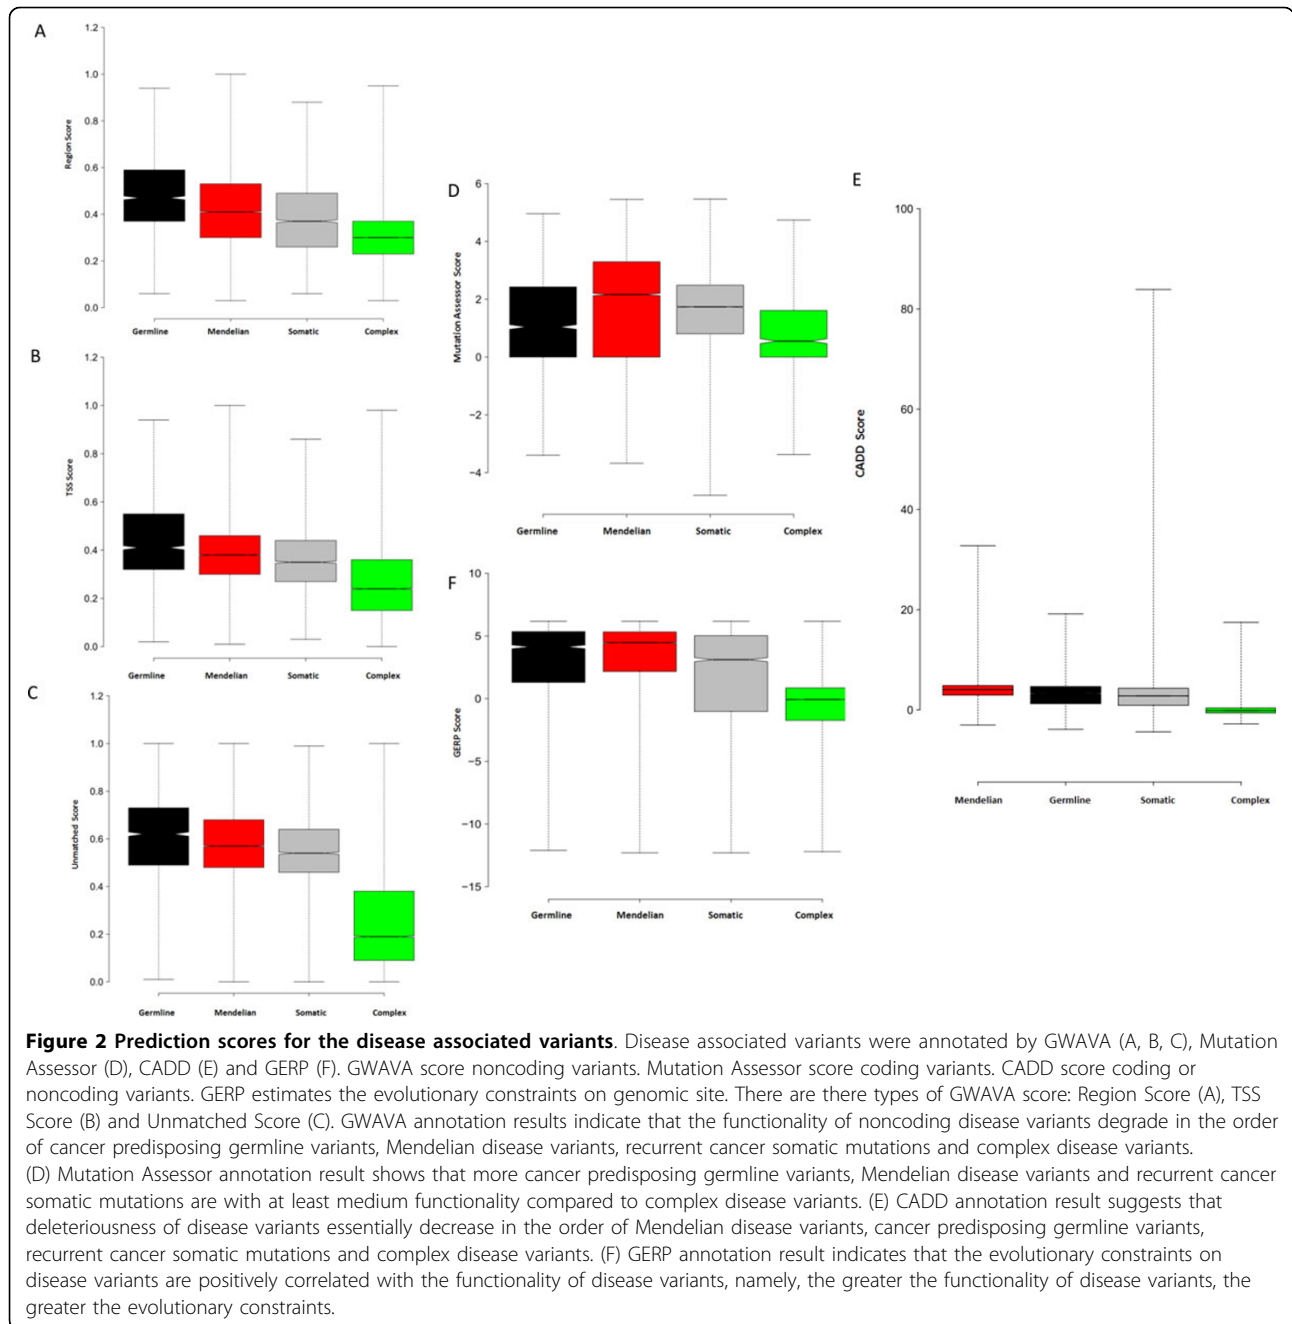 A
1.2
1.0
0.8
0.6
0.4
0.2
0.0
Region Score
Germline Mendelian Somatic Complex
B
1.2
1.0
0.8
0.6
0.4
0.2
0.0
TSS Score
Germline Mendelian Somatic Complex
C
1.2
1.0
0.8
0.6
0.4
0.2
0.0
Unmatched Score
Germline Mendelian Somatic Complex
D
6
4
2
0
−2
−4
Mutation Assessor Score
Germline Mendelian Somatic Complex
F
10
5
0
−5
−10
−15
GERP Score
Germline Mendelian Somatic Complex
E
100
80
60
40
20
0
CADD Score
Mendelian Germline Somatic Complex
Figure 2 Prediction scores for the disease associated variants. Disease associated variants were annotated by GWAVA (A, B, C), Mutation
Assessor (D), CADD (E) and GERP (F). GWAVA score noncoding variants. Mutation Assessor score coding variants. CADD score coding or
noncoding variants. GERP estimates the evolutionary constraints on genomic site. There are there types of GWAVA score: Region Score (A), TSS
Score (B) and Unmatched Score (C). GWAVA annotation results indicate that the functionality of noncoding disease variants degrade in the order
of cancer predisposing germline variants, Mendelian disease variants, recurrent cancer somatic mutations and complex disease variants.
(D) Mutation Assessor annotation result shows that more cancer predisposing germline variants, Mendelian disease variants and recurrent cancer
somatic mutations are with at least medium functionality compared to complex disease variants. (E) CADD annotation result suggests that
deleteriousness of disease variants essentially decrease in the order of Mendelian disease variants, cancer predisposing germline variants,
recurrent cancer somatic mutations and complex disease variants. (F) GERP annotation result indicates that the evolutionary constraints on
disease variants are positively correlated with the functionality of disease variants, namely, the greater the functionality of disease variants, the
greater the evolutionary constraints.